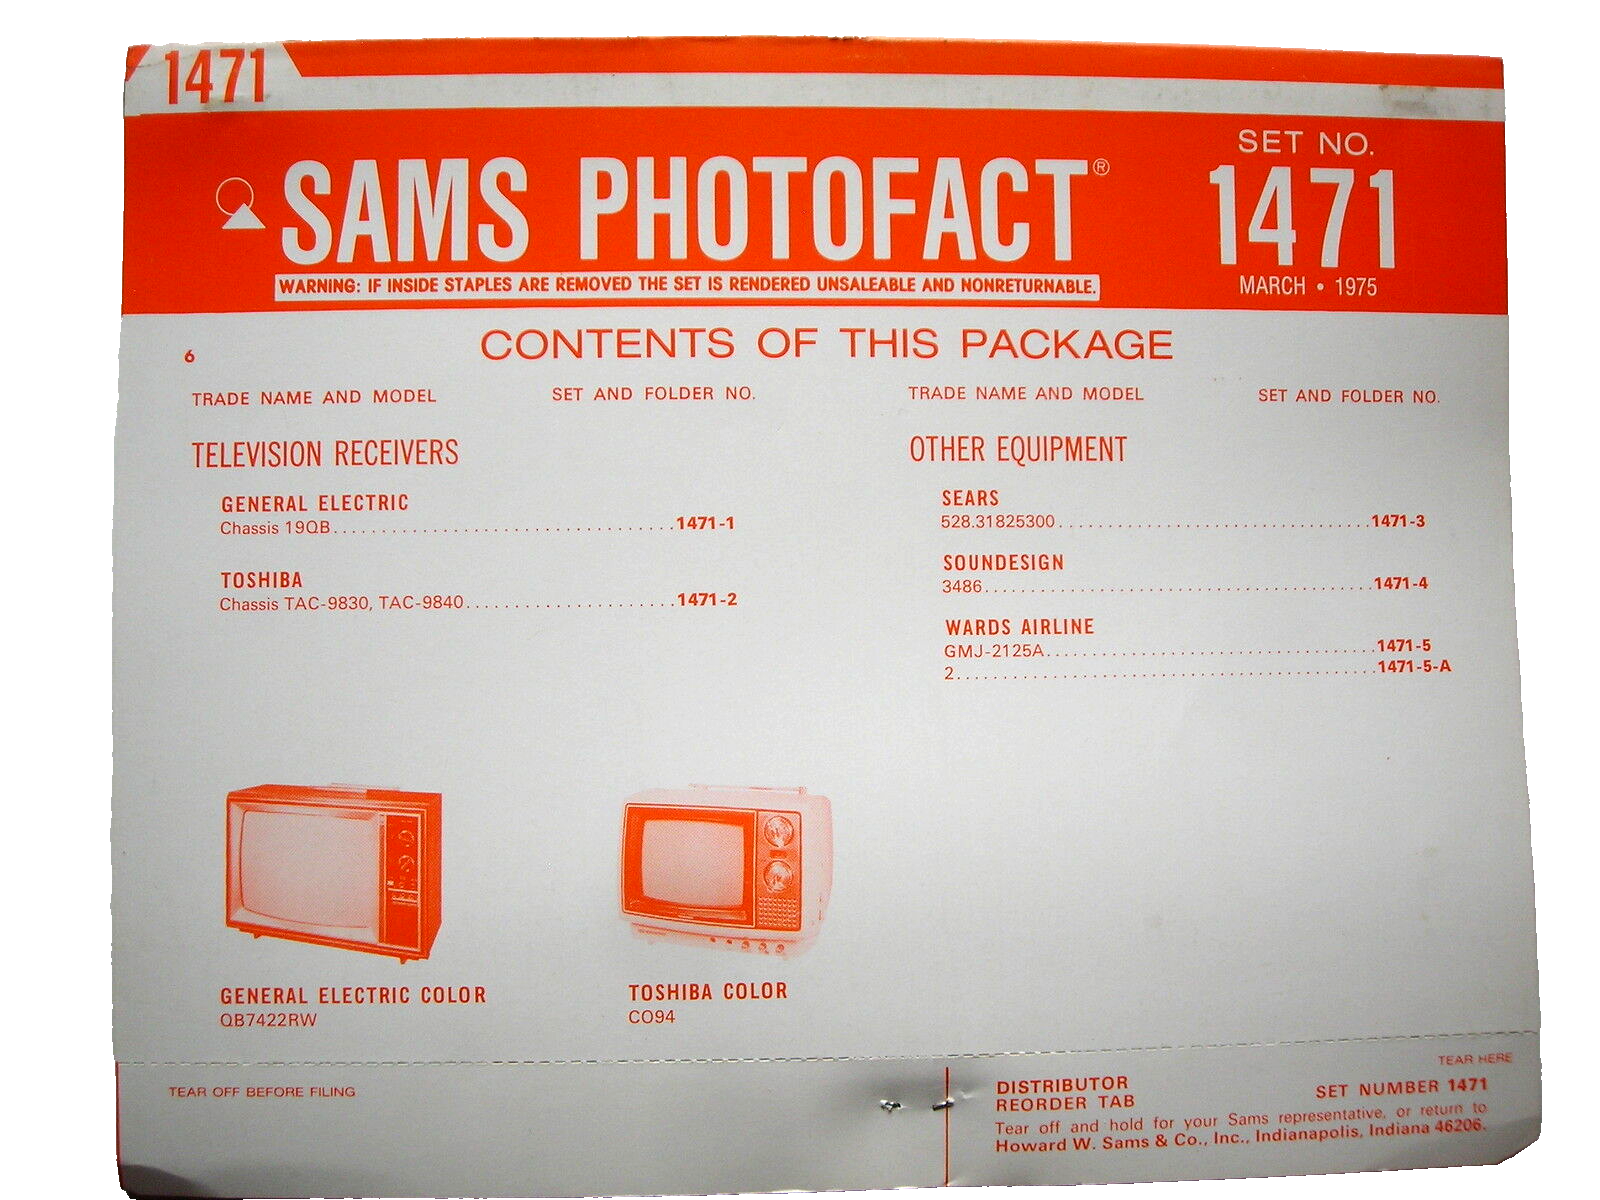 1471
SET NO.
SAMS PHOTOFACT®
1471
WARNING: IF INSIDE STAPLES ARE REMOVED THE SET IS RENDERED UNSALEABLE AND NONRETURNABLE.
MARCH • 1975
CONTENTS OF THIS PACKAGE
6
TRADE NAME AND MODEL SET AND FOLDER NO.
TELEVISION RECEIVERS
GENERAL ELECTRIC
Chassis 19QB....................................1471-1
TOSHIBA
Chassis TAC-9830, TAC-9840......................1471-2
TRADE NAME AND MODEL SET AND FOLDER NO.
OTHER EQUIPMENT
SEARS
528.31825300.................................1471-3
SOUNDESIGN
3486.........................................1471-4
WARDS AIRLINE
GMJ-2125A...................................1471-5
2............................................1471-5-A
GENERAL ELECTRIC COLOR
QB7422RW
TOSHIBA COLOR
CO94
TEAR HERE
TEAR OFF BEFORE FILING
DISTRIBUTOR
REORDER TAB
SET NUMBER 1471
Tear off and hold for your Sams representative, or return to
Howard W. Sams & Co., Inc., Indianapolis, Indiana 46206.